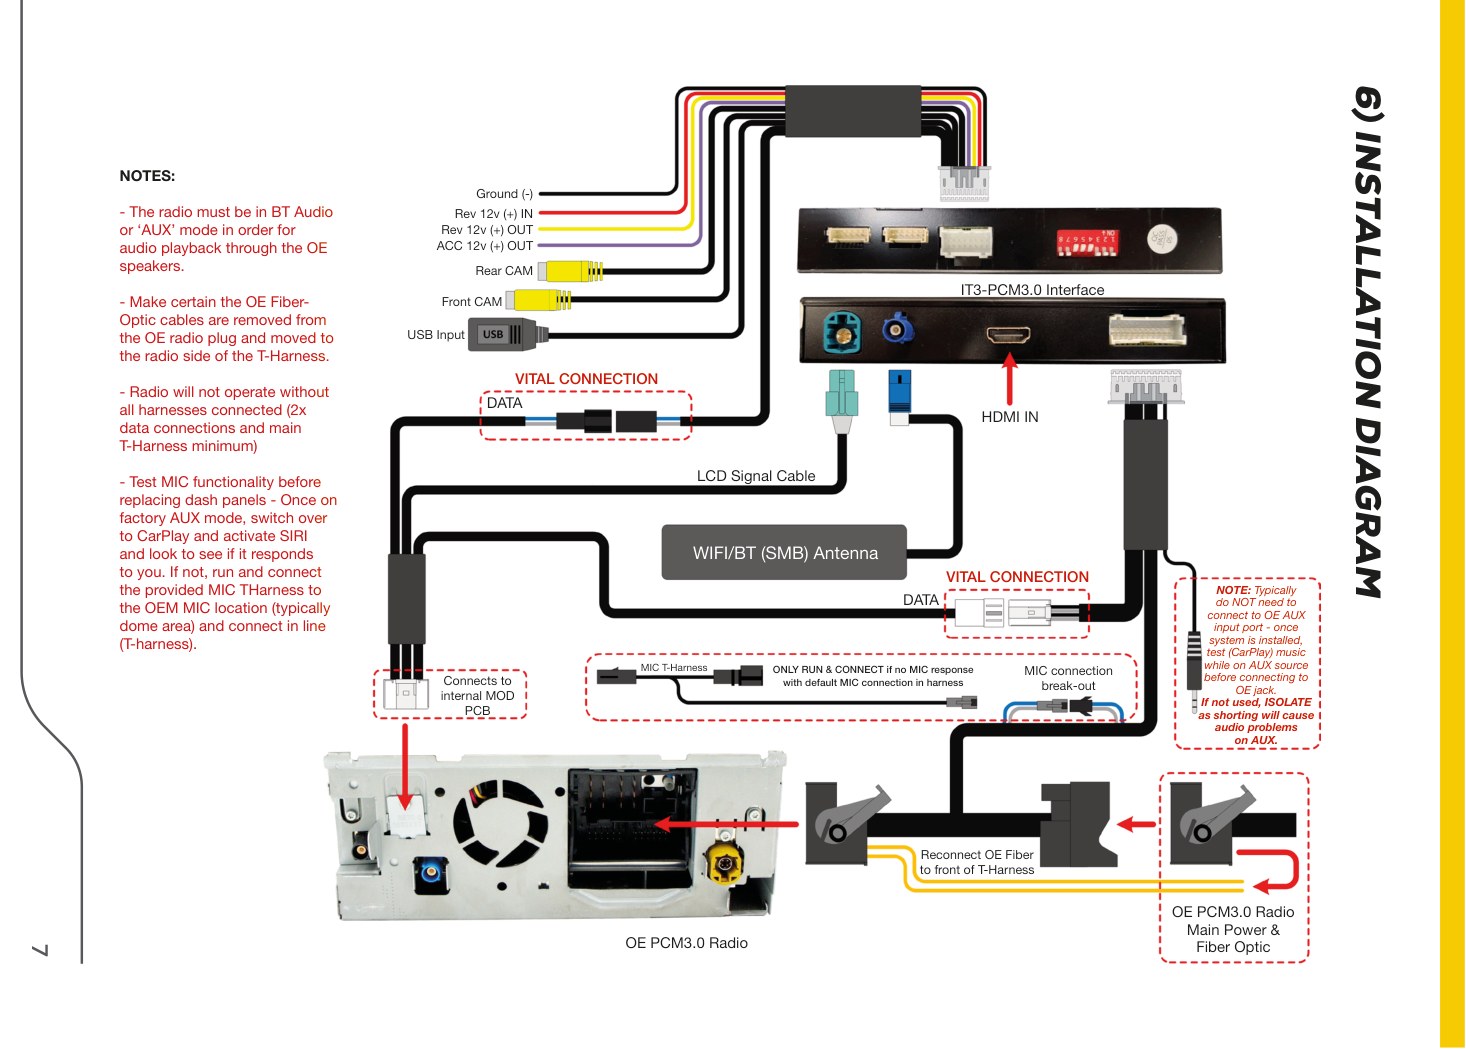 6) INSTALLATION DIAGRAM
NOTES:
- The radio must be in BT Audio
or ‘AUX’ mode in order for
audio playback through the OE
speakers.
- Make certain the OE Fiber-
Optic cables are removed from
the OE radio plug and moved to
the radio side of the T-Harness.
- Radio will not operate without
all harnesses connected (2x
data connections and main
T-Harness minimum)
- Test MIC functionality before
replacing dash panels - Once on
factory AUX mode, switch over
to CarPlay and activate SIRI
and look to see if it responds
to you. If not, run and connect
the provided MIC THarness to
the OEM MIC location (typically
dome area) and connect in line
(T-harness).
Ground (-)
Rev 12v (+) IN
Rev 12v (+) OUT
ACC 12v (+) OUT
Rear CAM
Front CAM
USB Input
USB
ON
1 2 3 4 5 6 7 8
IT3-PCM3.0 Interface
HDMI IN
VITAL CONNECTION
DATA
LCD Signal Cable
WIFI/BT (SMB) Antenna
VITAL CONNECTION
DATA
NOTE: Typically
do NOT need to
connect to OE AUX
input port - once
system is installed,
test (CarPlay) music
while on AUX source
before connecting to
OE jack.
If not used, ISOLATE
as shorting will cause
audio problems
on AUX.
MIC T-Harness
ONLY RUN & CONNECT if no MIC response
with default MIC connection in harness
MIC connection
break-out
Connects to
internal MOD
PCB
Reconnect OE Fiber
to front of T-Harness
OE PCM3.0 Radio
Main Power &
Fiber Optic
OE PCM3.0 Radio
7